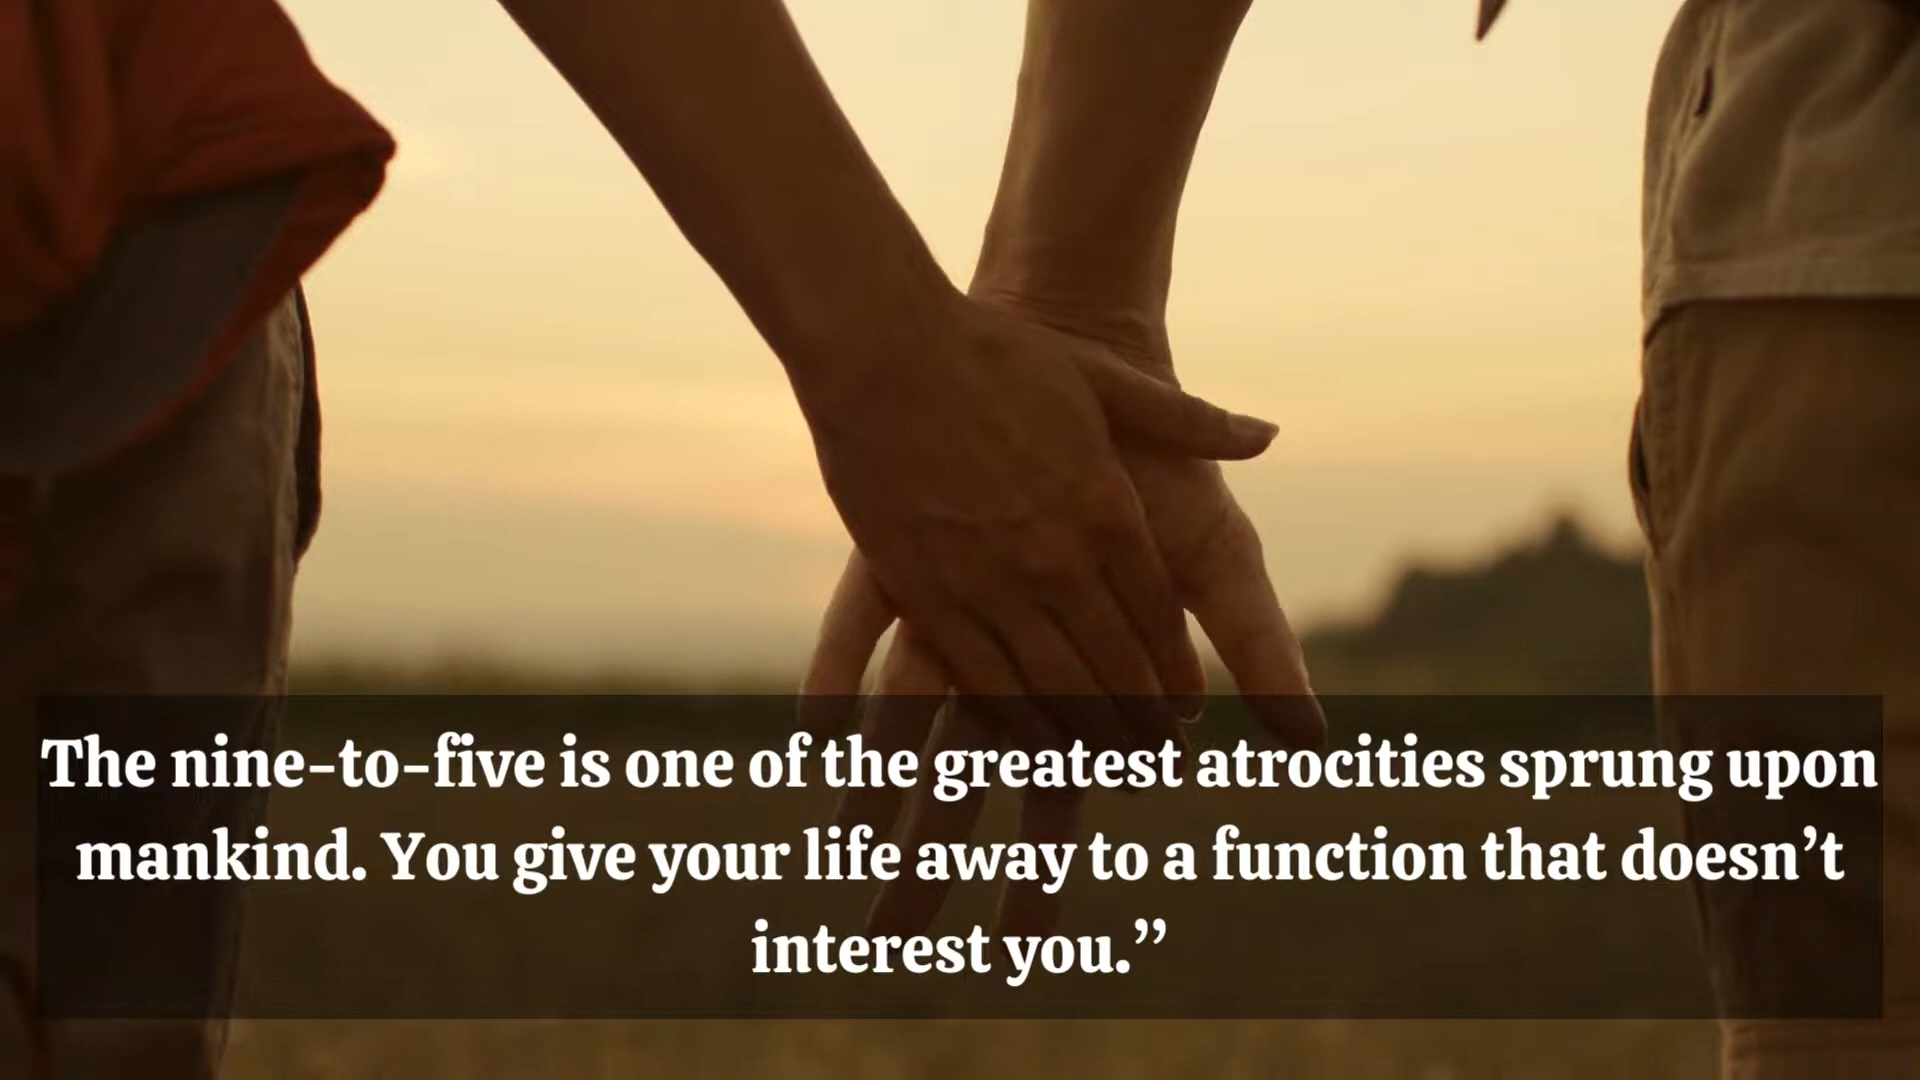 The nine-to-five is one of the greatest atrocities sprung upon
mankind. You give your life away to a function that doesn’t
interest you.”